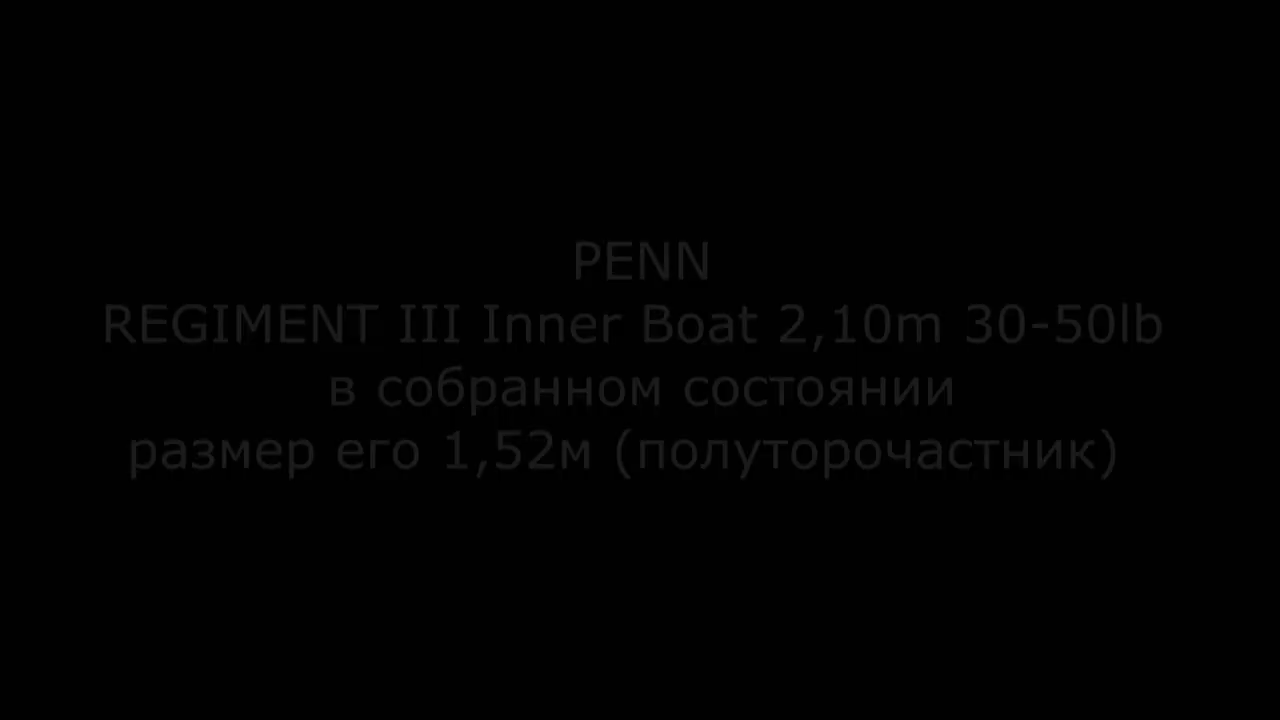 PENN
REGIMENT III Inner Boat 2,10m 30-50lb
в собранном состоянии
размер его 1,52м (полуторочастник)